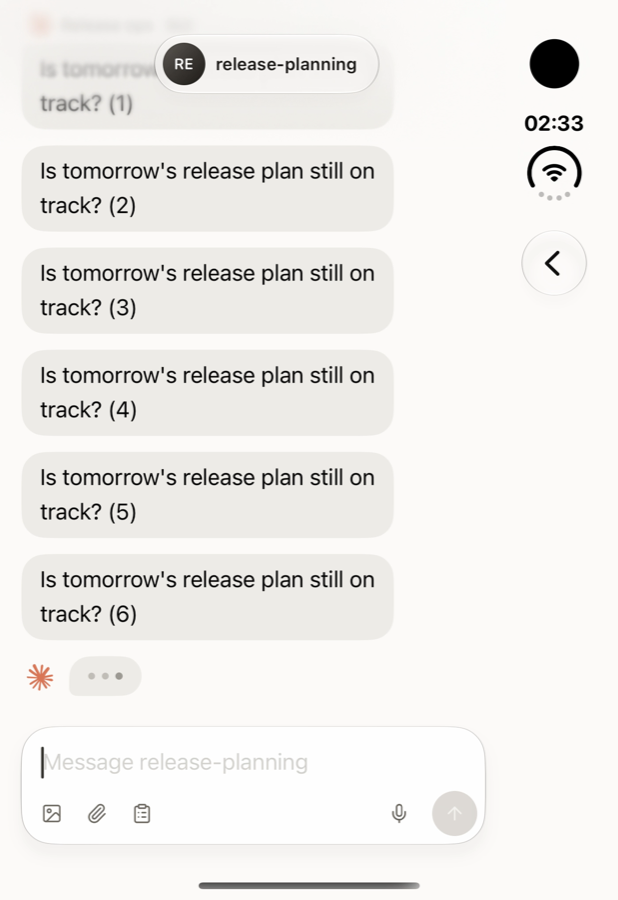 Is tomorrow
RE
release-planning
track? (1)
02:33
Is tomorrow's release plan still on
track? (2)
Is tomorrow's release plan still on
track? (3)
Is tomorrow's release plan still on
track? (4)
Is tomorrow's release plan still on
track? (5)
Is tomorrow's release plan still on
track? (6)
Message release-planning